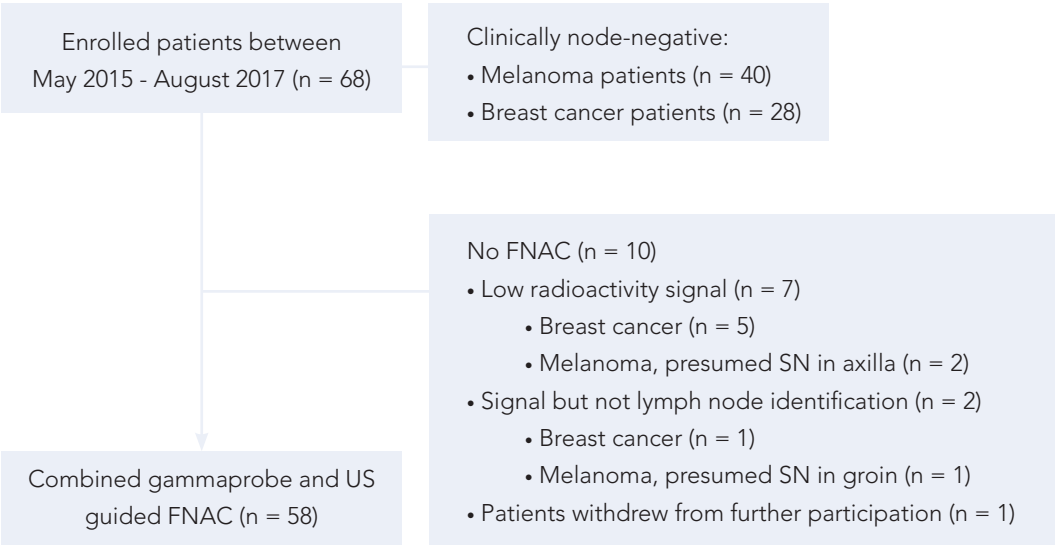 Enrolled patients between
May 2015 - August 2017 (n = 68)
Clinically node-negative:
• Melanoma patients (n = 40)
• Breast cancer patients (n = 28)
No FNAC (n = 10)
• Low radioactivity signal (n = 7)
• Breast cancer (n = 5)
• Melanoma, presumed SN in axilla (n = 2)
• Signal but not lymph node identification (n = 2)
• Breast cancer (n = 1)
• Melanoma, presumed SN in groin (n = 1)
• Patients withdrew from further participation (n = 1)
Combined gammaprobe and US
guided FNAC (n = 58)